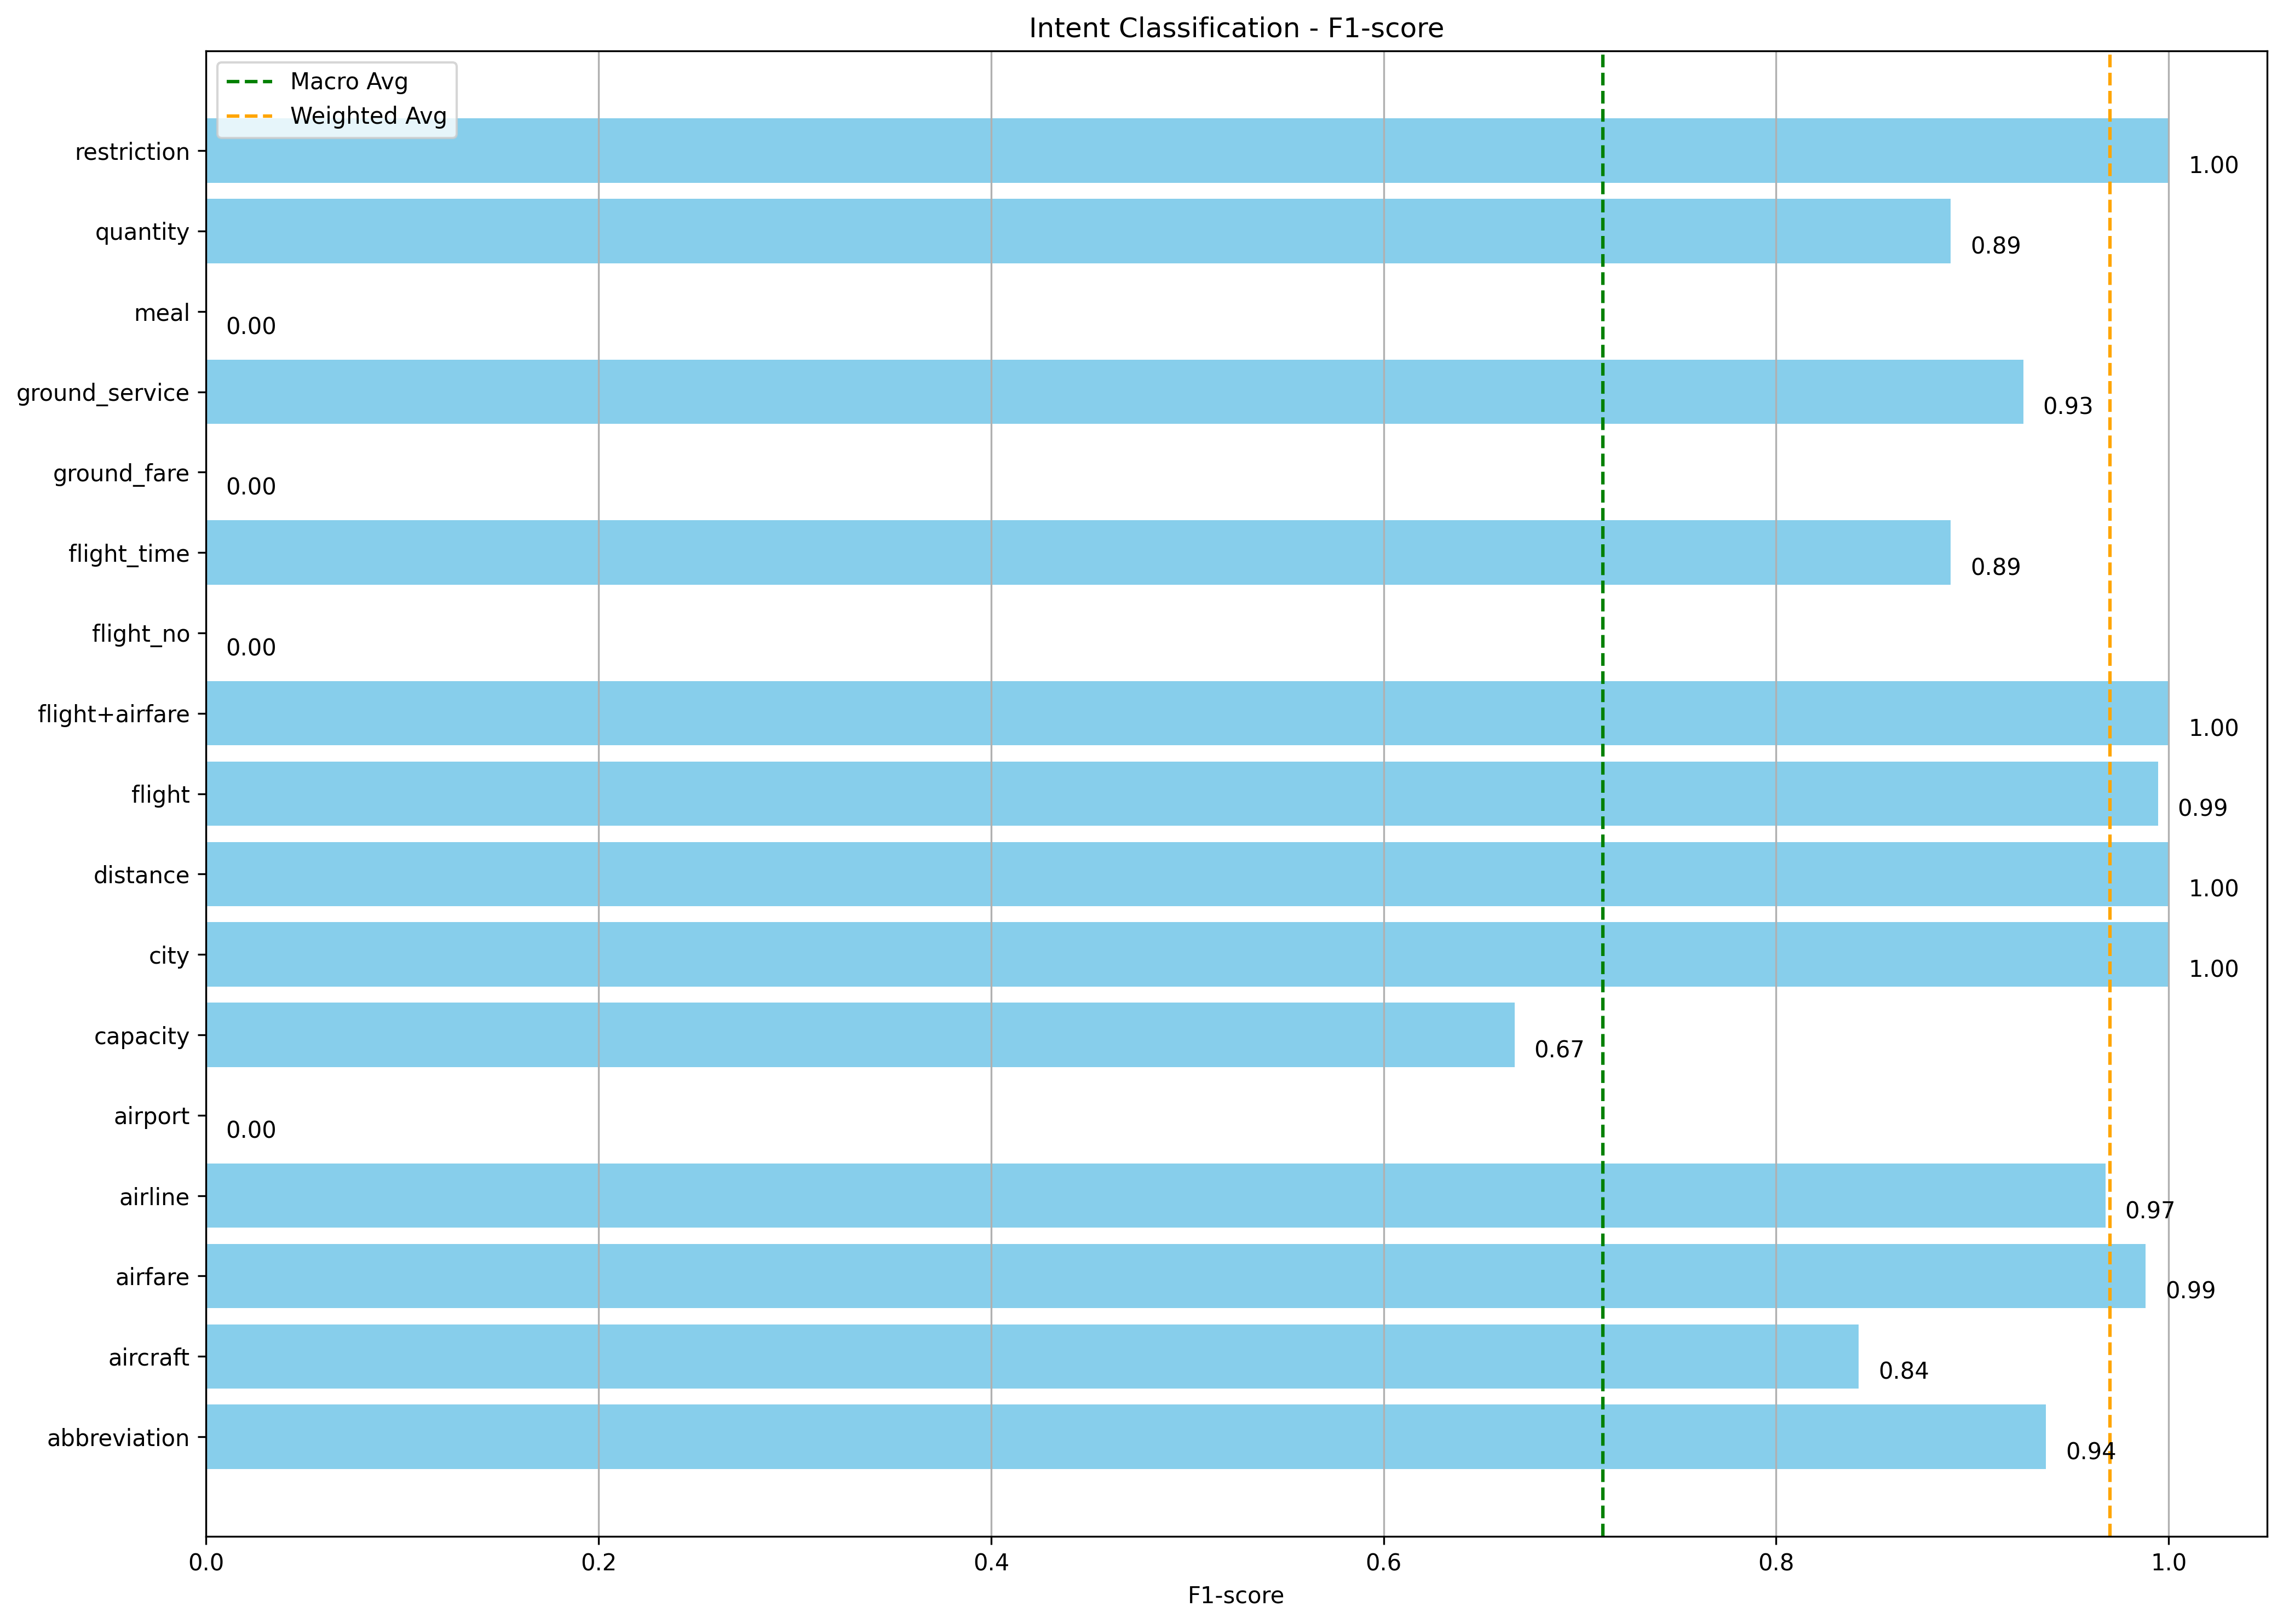 Intent Classification - F1-score
Macro Avg
Weighted Avg
restriction
1.00
quantity
0.89
meal
0.00
ground_service
0.93
ground_fare
0.00
flight_time
0.89
flight_no
0.00
flight+airfare
1.00
flight
0.99
distance
1.00
city
1.00
capacity
0.67
airport
0.00
airline
0.97
airfare
0.99
aircraft
0.84
abbreviation
0.94
0.0 0.2 0.4 0.6 0.8 1.0
F1-score